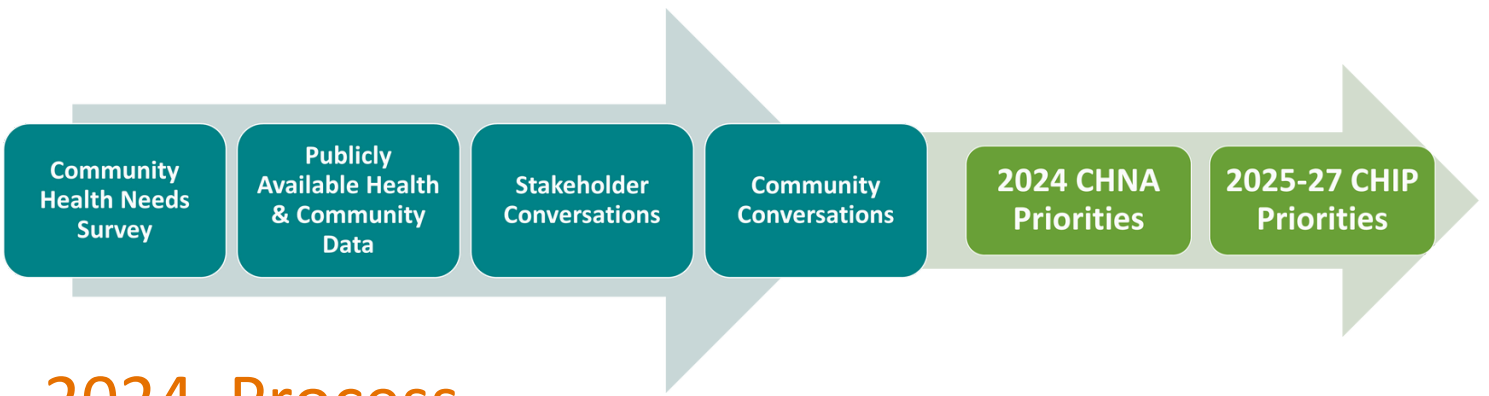 Community
Health Needs
Survey
Publicly
Available Health
& Community
Data
Stakeholder
Conversations
Community
Conversations
2024 CHNA
Priorities
2025-27 CHIP
Priorities
2024 Process